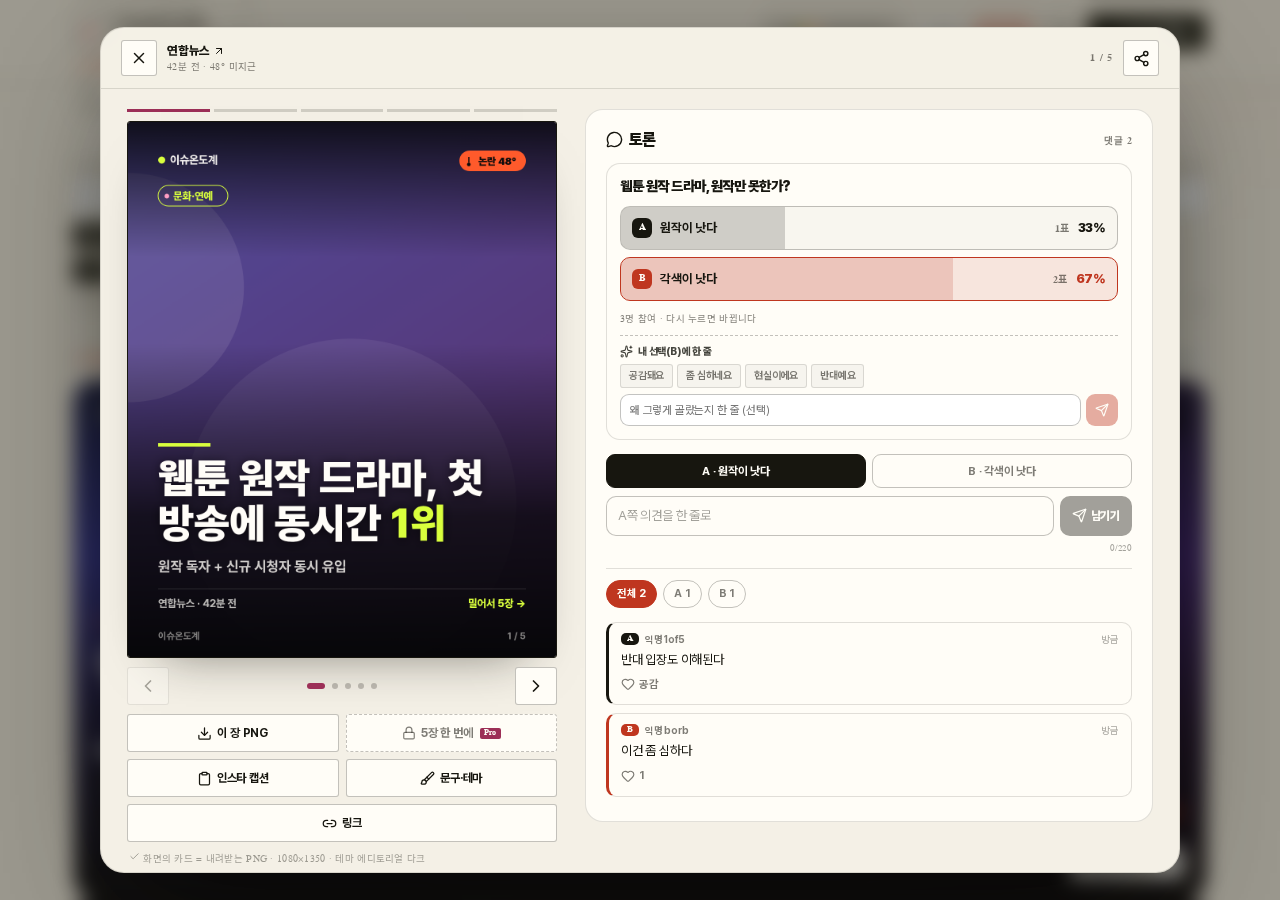 연합뉴스
42분 전 · 48° 미지근
1 / 5
이슈온도계
논란 48°
문화·연예
웹툰 원작 드라마, 첫
방송에 동시간 1위
원작 독자 + 신규 시청자 동시 유입
연합뉴스 · 42분 전
밀어서 5장 →
이슈온도계
1 / 5
이 장 PNG
5장 한 번에 Pro
인스타 캡션
문구·테마
링크
화면의 카드 = 내려받는 PNG · 1080×1350 · 테마 에디토리얼 다크
토론
댓글 2
웹툰 원작 드라마, 원작만 못한가?
A 원작이 낫다 1표 33%
B 각색이 낫다 2표 67%
3명 참여 · 다시 누르면 바뀝니다
내 선택(B)에 한 줄
공감돼요 좀 심하네요 현실이에요 반대예요
왜 그렇게 골랐는지 한 줄 (선택)
A · 원작이 낫다
B · 각색이 낫다
A쪽 의견을 한 줄로
남기기
0/220
전체 2 A 1 B 1
A 익명1of5 방금
반대 입장도 이해된다
공감
B 익명borb 방금
이건 좀 심하다
1